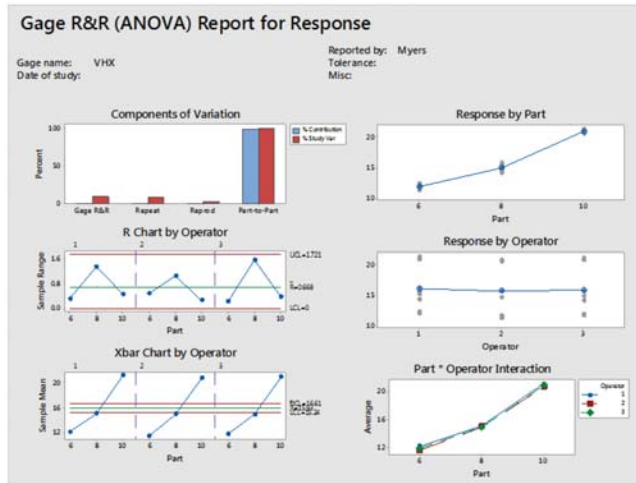 Gage R&R (ANOVA) Report for Response
Gage name: VHX
Date of study:
Reported by: Myers
Tolerance:
Misc:
Components of Variation
100
50
0
Percent
Gage R&R Repeat Reprod Part-to-Part
% Contribution
% Study Var
R Chart by Operator
1 2 3
1.6
0.8
0.0
Sample Range
UCL=1.721
LCL=0
6 8 10 6 8 10 6 8 10
Part
Xbar Chart by Operator
1 2 3
20
16
12
Sample Mean
6 8 10 6 8 10 6 8 10
Part
Response by Part
20
15
10
6 8 10
Part
Response by Operator
20
15
10
1 2 3
Operator
Part * Operator Interaction
20
16
12
Average
6 8 10
Part
Operator
1
2
3